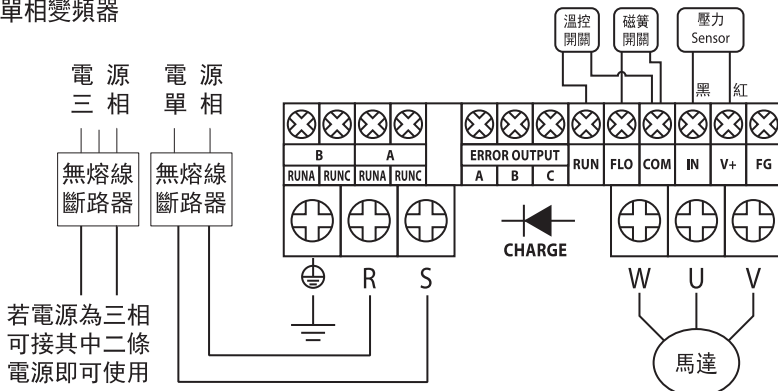 單相變頻器
溫控
開關
磁簧
開關
壓力
Sensor
黑
紅
電 源
三 相
電 源
單 相
無熔線
斷路器
無熔線
斷路器
B
A
RUNA RUNC RUNA RUNC
ERROR OUTPUT
A B C
RUN FLO COM IN V+ FG
CHARGE
R S
W U V
若電源為三相
可接其中二條
電源即可使用
馬達